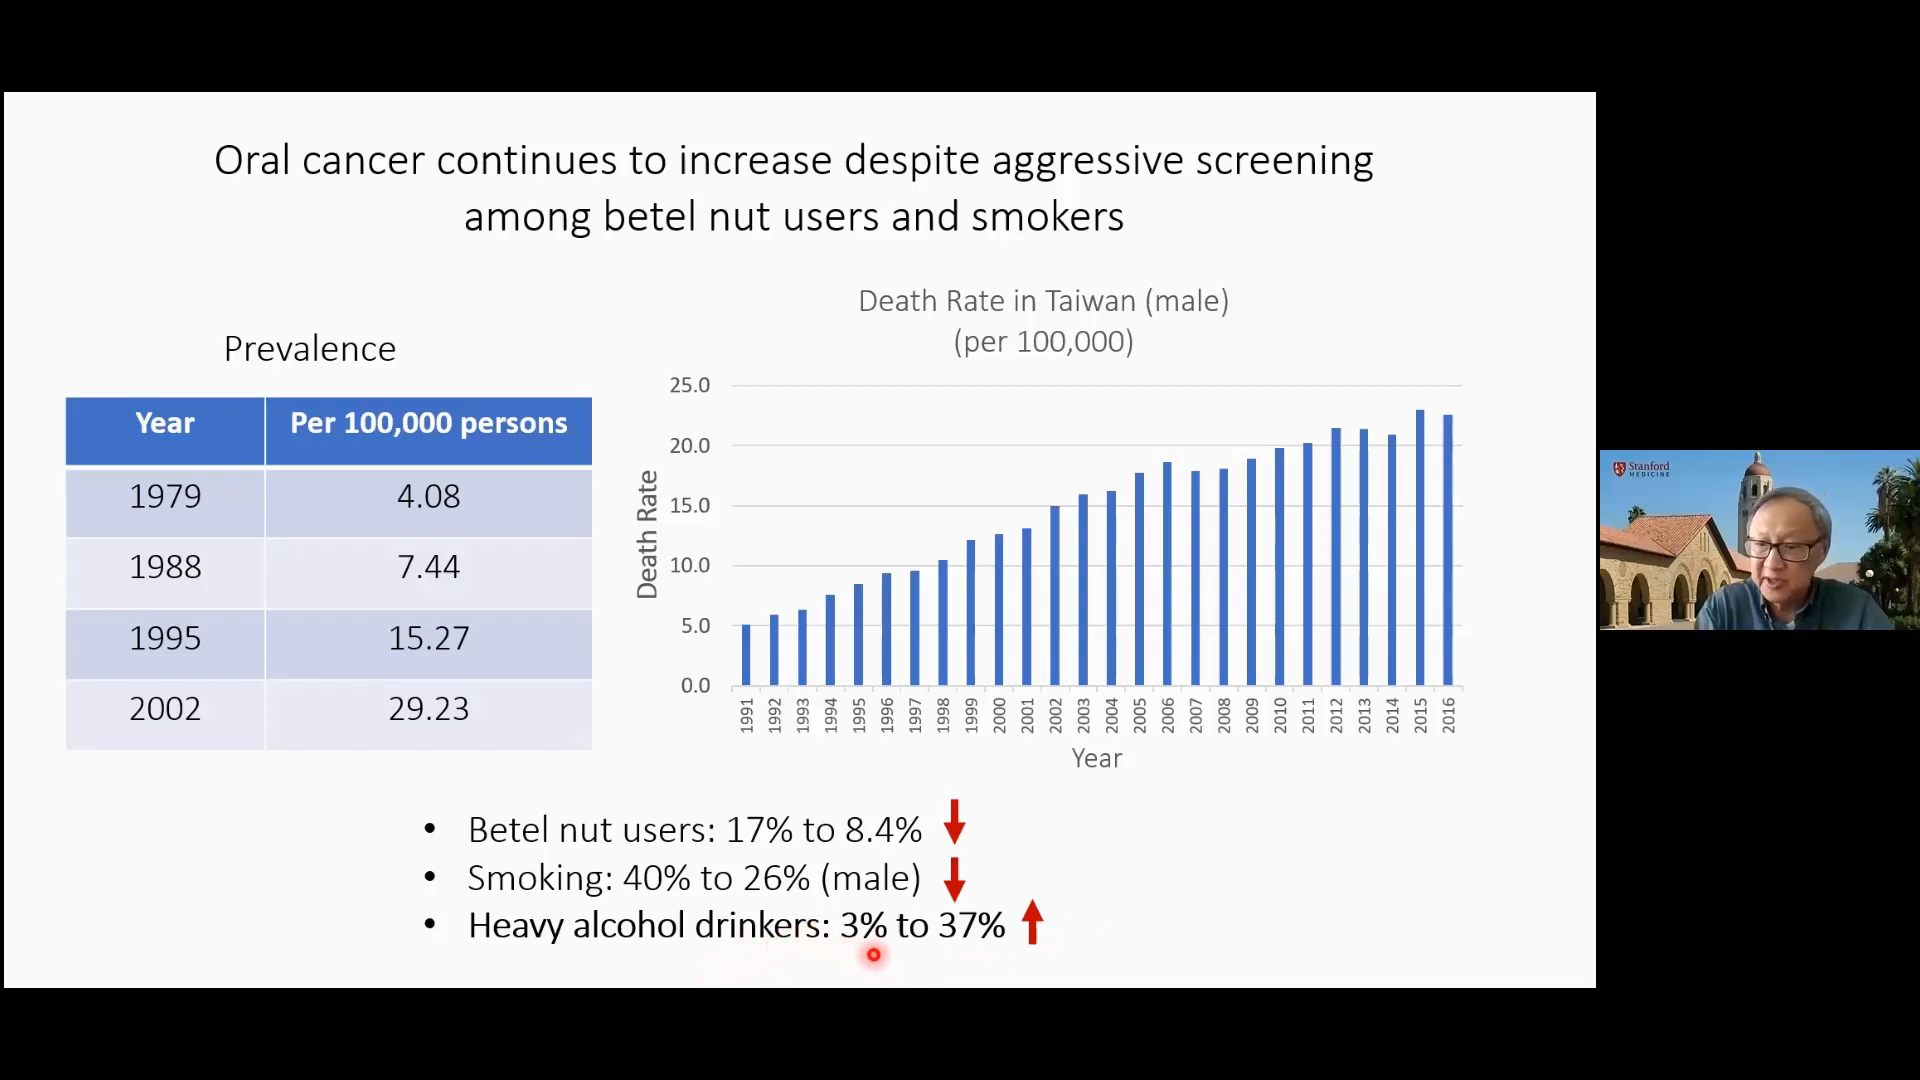 Oral cancer continues to increase despite aggressive screening
among betel nut users and smokers
Prevalence
Year Per 100,000 persons
1979 4.08
1988 7.44
1995 15.27
2002 29.23
Death Rate in Taiwan (male)
(per 100,000)
Death Rate
25.0
20.0
15.0
10.0
5.0
0.0
1991 1992 1993 1994 1995 1996 1997 1998 1999 2000 2001 2002 2003 2004 2005 2006 2007 2008 2009 2010 2011 2012 2013 2014 2015 2016
Year
• Betel nut users: 17% to 8.4%
• Smoking: 40% to 26% (male)
• Heavy alcohol drinkers: 3% to 37%
Stanford
MEDICINE